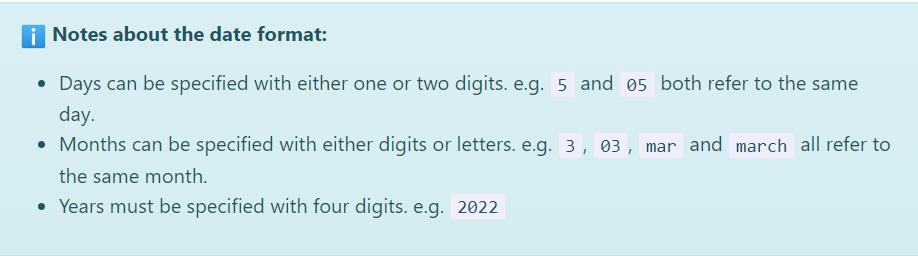 Notes about the date format:
• Days can be specified with either one or two digits. e.g. 5 and 05 both refer to the same
day.
• Months can be specified with either digits or letters. e.g. 3 , 03 , mar and march all refer to
the same month.
• Years must be specified with four digits. e.g. 2022